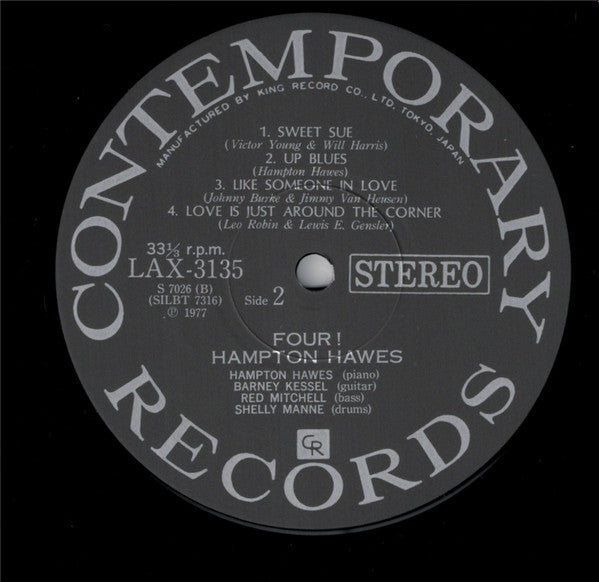 CONTEMPORARY
MANUFACTURED BY KING RECORD CO., LTD. TOKYO, JAPAN
1. SWEET SUE
(Victor Young & Will Harris)
2. UP BLUES
(Hampton Hawes)
3. LIKE SOMEONE IN LOVE
(Johnny Burke & Jimmy Van Heusen)
4. LOVE IS JUST AROUND THE CORNER
(Leo Robin & Lewis E. Gensler)
33⅓ r.p.m.
LAX-3135
S 7026 (B)
(SILBT 7316)
℗ 1977
Side 2
STEREO
FOUR!
HAMPTON HAWES
HAMPTON HAWES (piano)
BARNEY KESSEL (guitar)
RED MITCHELL (bass)
SHELLY MANNE (drums)
CR
RECORDS